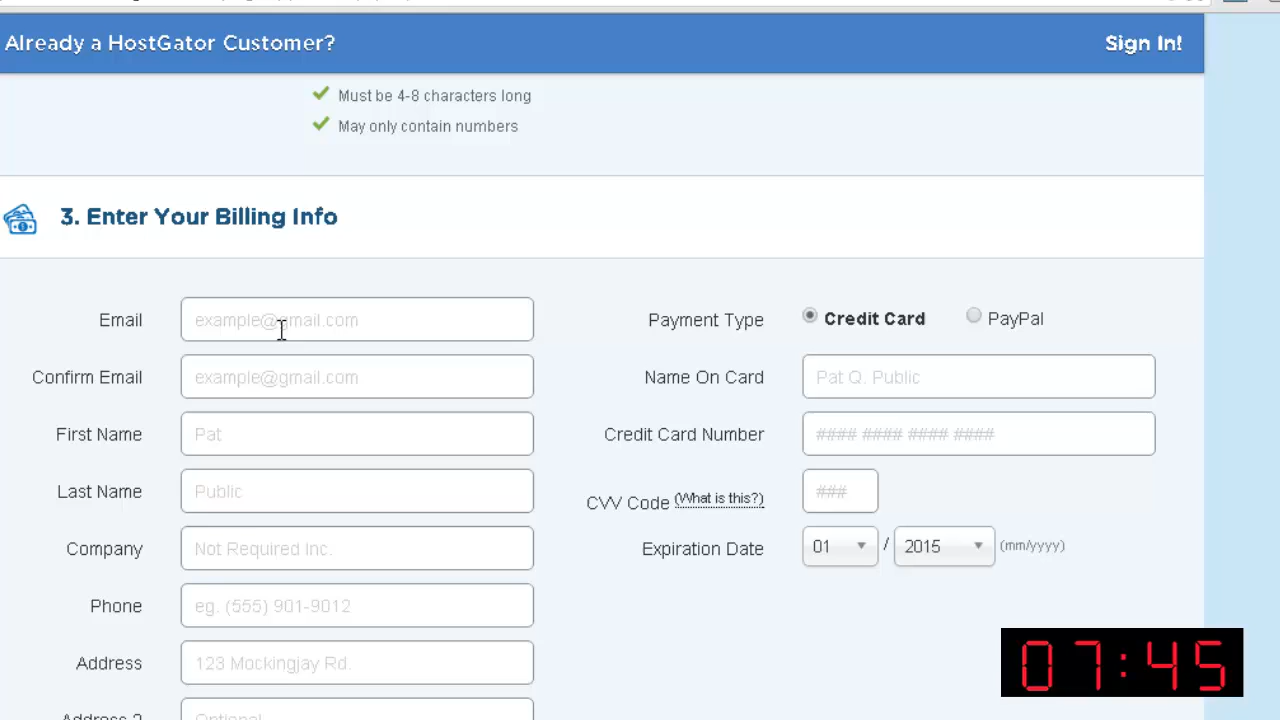 Already a HostGator Customer? Sign In!
Must be 4-8 characters long
May only contain numbers
3. Enter Your Billing Info
Email example@gmail.com
Confirm Email example@gmail.com
First Name Pat
Last Name Public
Company Not Required Inc.
Phone eg. (555) 901-9012
Address 123 Mockingjay Rd.
Address 2 Optional
Payment Type Credit Card PayPal
Name On Card Pat Q. Public
Credit Card Number #### #### #### ####
CVV Code (What is this?) ###
Expiration Date 01 / 2015 (mm/yyyy)
07:45